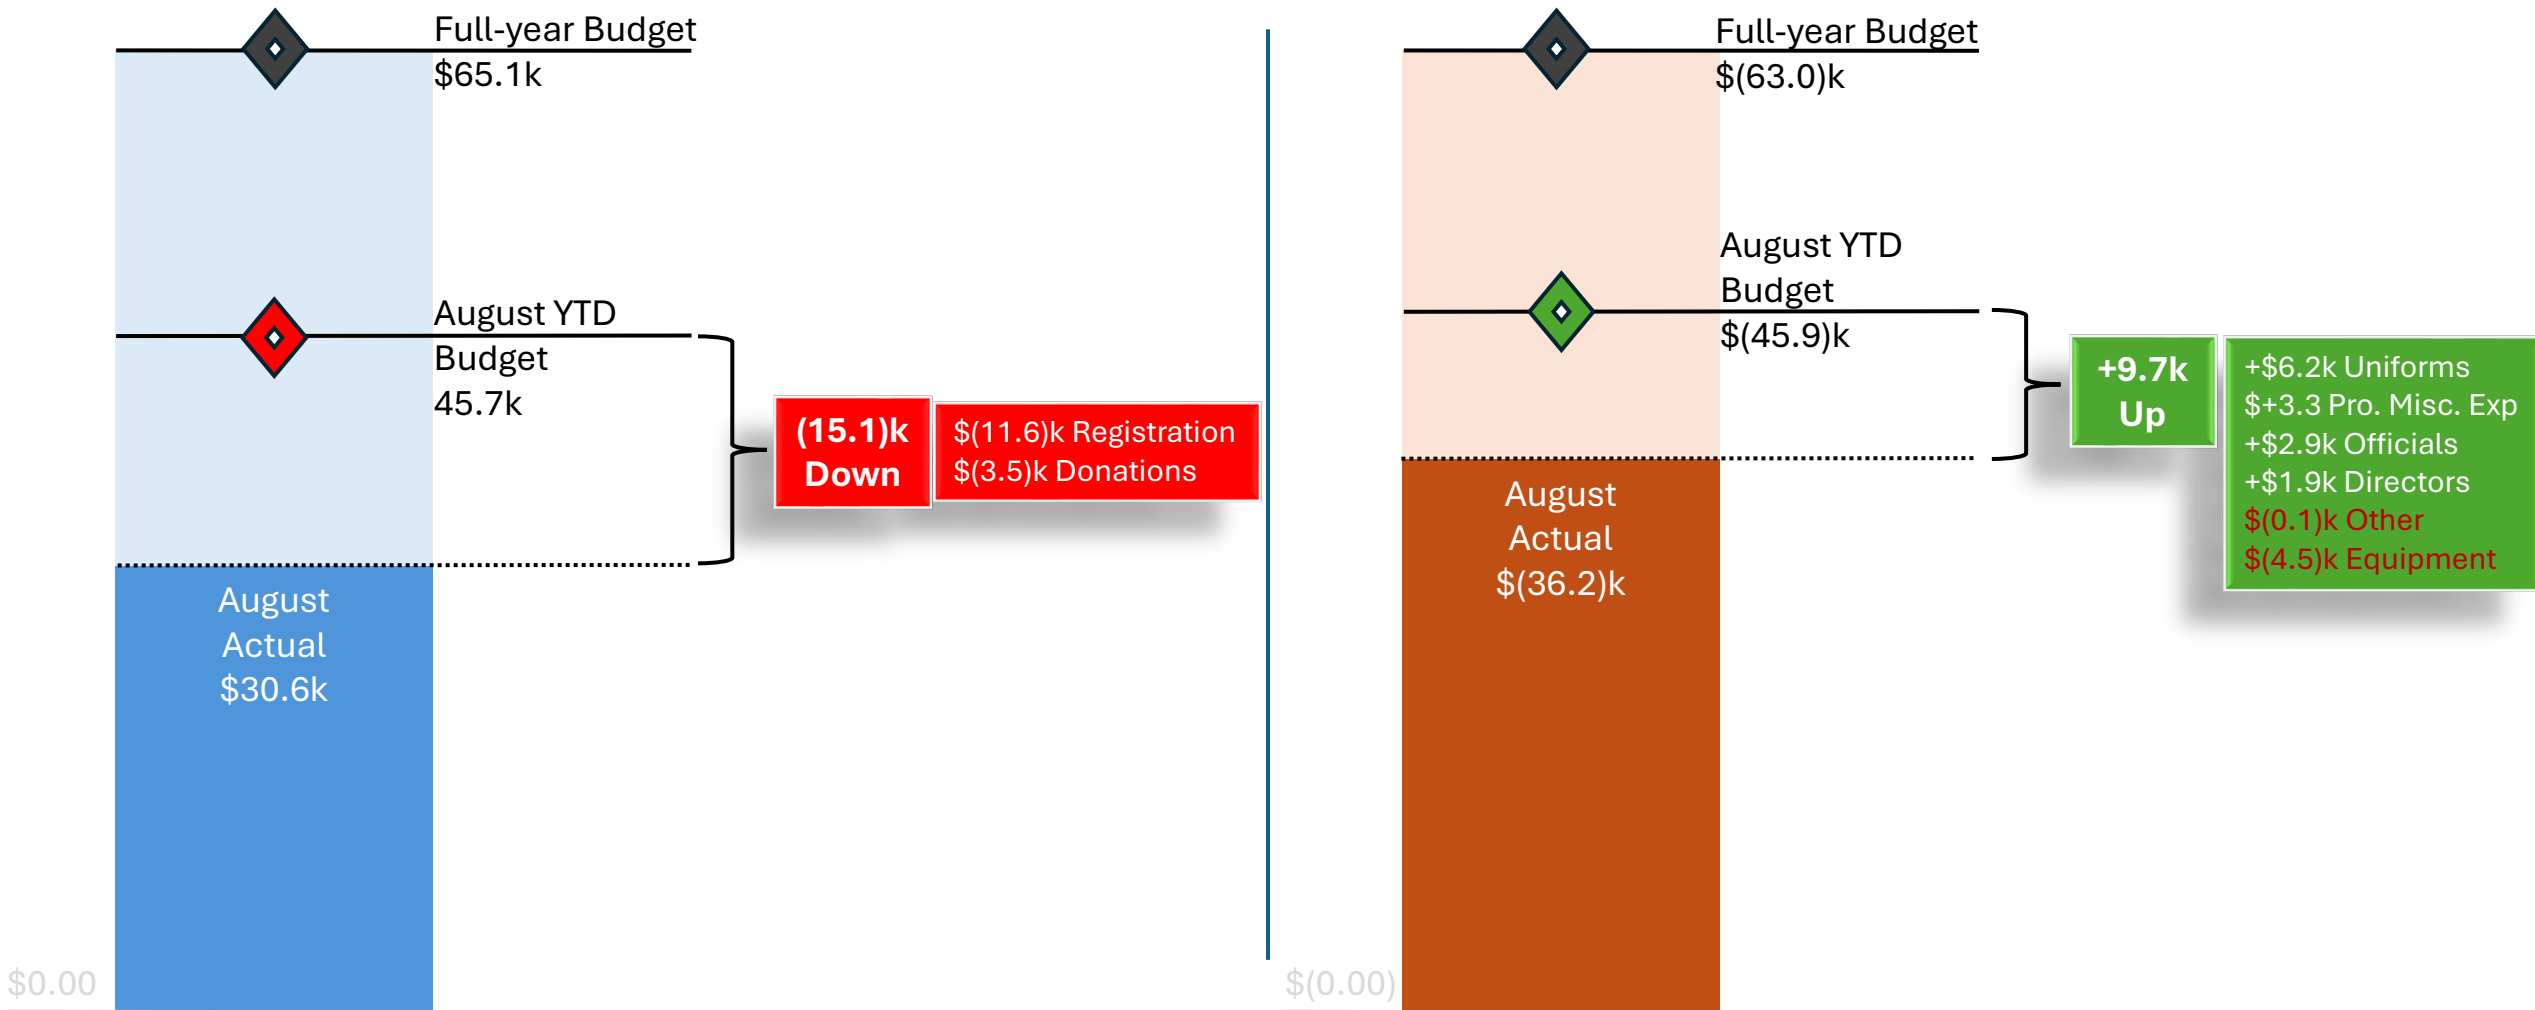 Full-year Budget
$65.1k
August YTD
Budget
45.7k
(15.1)k
Down
$(11.6)k Registration
$(3.5)k Donations
August
Actual
$30.6k
$0.00
Full-year Budget
$(63.0)k
August YTD
Budget
$(45.9)k
+9.7k
Up
+$6.2k Uniforms
$+3.3 Pro. Misc. Exp
+$2.9k Officials
+$1.9k Directors
$(0.1)k Other
$(4.5)k Equipment
August
Actual
$(36.2)k
$(0.00)